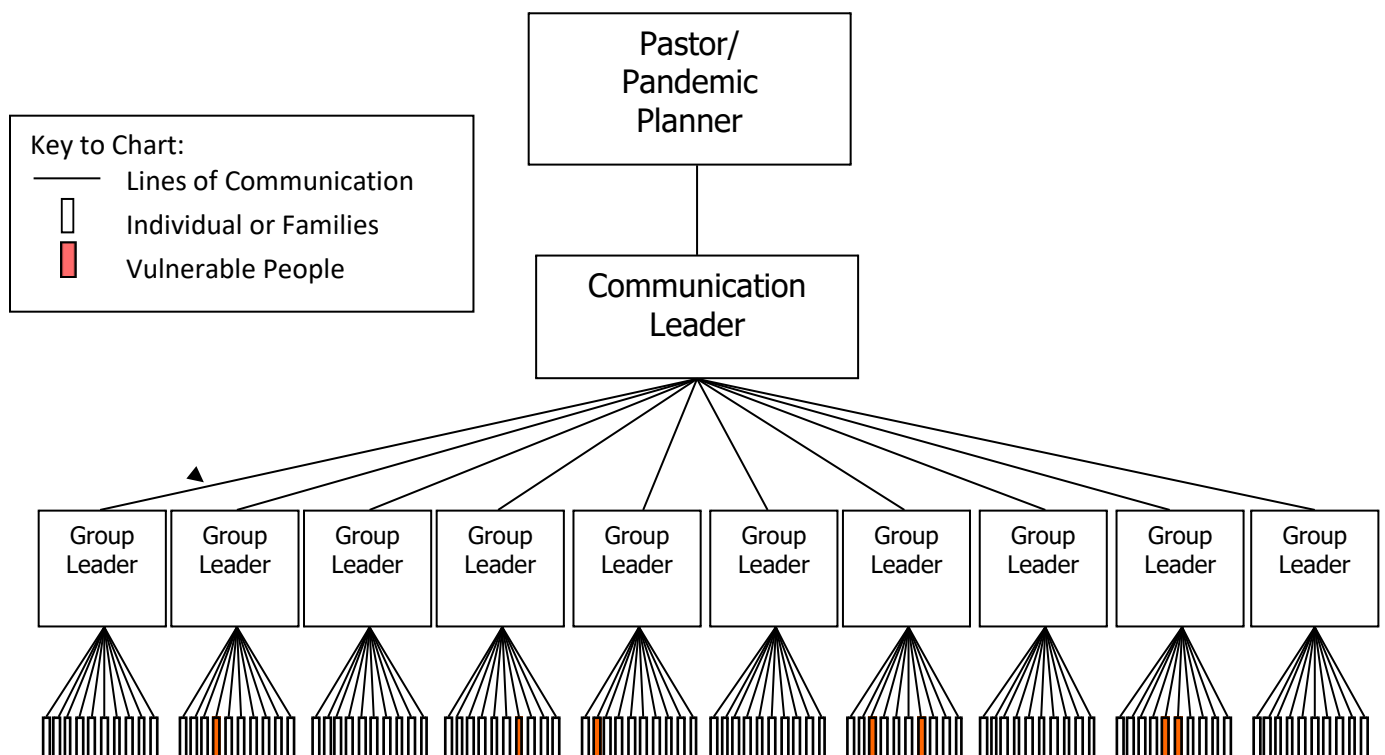 Pastor/
Pandemic
Planner
Key to Chart:
Lines of Communication
Individual or Families
Vulnerable People
Communication
Leader
Group
Leader
Group
Leader
Group
Leader
Group
Leader
Group
Leader
Group
Leader
Group
Leader
Group
Leader
Group
Leader
Group
Leader